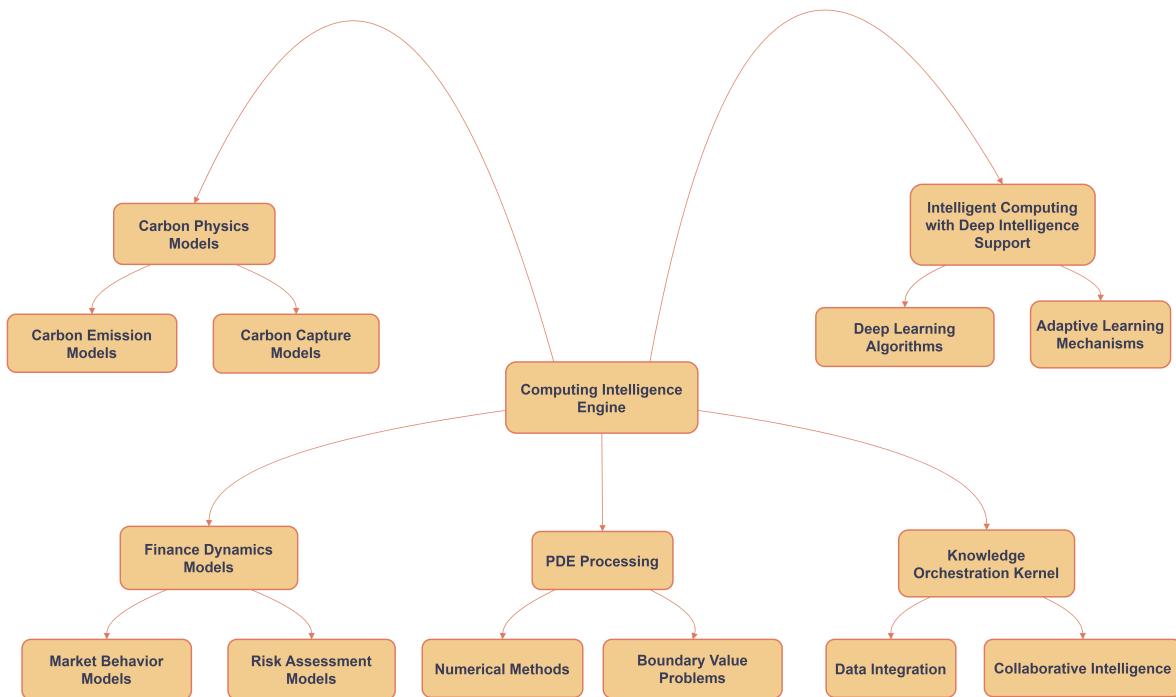 Carbon Physics
Models
Intelligent Computing
with Deep Intelligence
Support
Carbon Emission
Models
Carbon Capture
Models
Deep Learning
Algorithms
Adaptive Learning
Mechanisms
Computing Intelligence
Engine
Finance Dynamics
Models
PDE Processing
Knowledge
Orchestration Kernel
Market Behavior
Models
Risk Assessment
Models
Numerical Methods
Boundary Value
Problems
Data Integration
Collaborative Intelligence